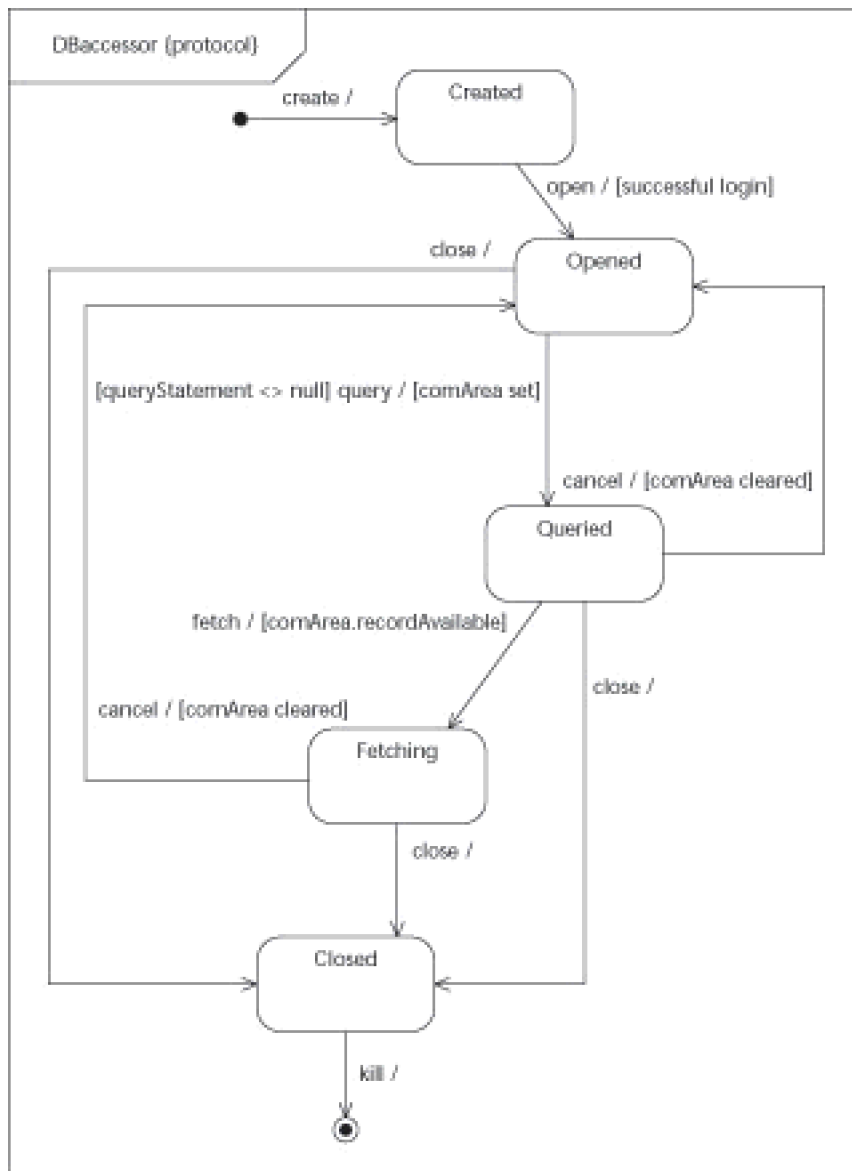 DBaccessor {protocol}
create /
Created
open / [successful login]
close /
Opened
[queryStatement <> null] query / [comArea set]
cancel / [comArea cleared]
Queried
fetch / [comArea.recordAvailable]
close /
cancel / [comArea cleared]
Fetching
close /
Closed
kill /